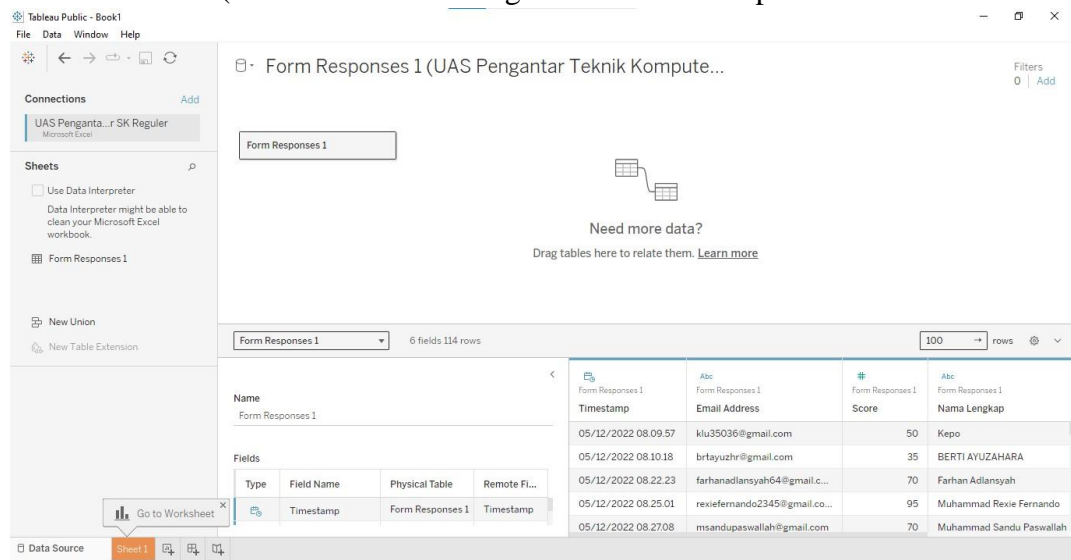 Tableau Public - Book1
File Data Window Help
Connections Add
UAS Penganta...r SK Reguler
Microsoft Excel
Sheets
Use Data Interpreter
Data Interpreter might be able to
clean your Microsoft Excel
workbook.
Form Responses 1
New Union
New Table Extension
Form Responses 1 (UAS Pengantar Teknik Kompute...
Filters
0 Add
Form Responses 1
Need more data?
Drag tables here to relate them. Learn more
Form Responses 1 6 fields 114 rows 100 → rows
Name
Form Responses 1
Fields
Type Field Name Physical Table Remote Fi...
Timestamp Form Responses 1 Timestamp
Abc # Abc
Form Responses 1 Form Responses 1 Form Responses 1 Form Responses 1
Timestamp Email Address Score Nama Lengkap
05/12/2022 08.09.57 klu35036@gmail.com 50 Kepo
05/12/2022 08.10.18 brtayuzhr@gmail.com 35 BERTI AYUZAHARA
05/12/2022 08.22.23 farhanadlansyah64@gmail.c... 70 Farhan Adlansyah
05/12/2022 08.25.01 rexiefernando2345@gmail.co... 95 Muhammad Rexie Fernando
05/12/2022 08.27.08 msandupaswallah@gmail.com 70 Muhammad Sandu Paswallah
Go to Worksheet
Data Source Sheet 1